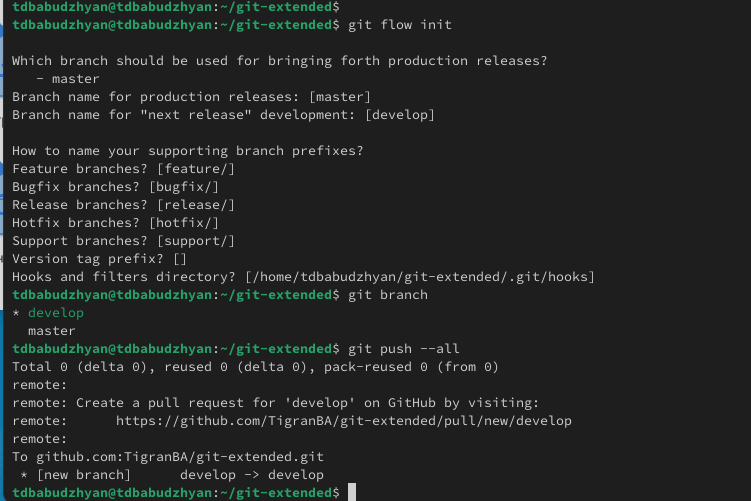 tdbabudzhyan@tdbabudzhyan:~/git-extended$
tdbabudzhyan@tdbabudzhyan:~/git-extended$ git flow init
Which branch should be used for bringing forth production releases?
   - master
Branch name for production releases: [master]
Branch name for "next release" development: [develop]
How to name your supporting branch prefixes?
Feature branches? [feature/]
Bugfix branches? [bugfix/]
Release branches? [release/]
Hotfix branches? [hotfix/]
Support branches? [support/]
Version tag prefix? []
Hooks and filters directory? [/home/tdbabudzhyan/git-extended/.git/hooks]
tdbabudzhyan@tdbabudzhyan:~/git-extended$ git branch
* develop
  master
tdbabudzhyan@tdbabudzhyan:~/git-extended$ git push --all
Total 0 (delta 0), reused 0 (delta 0), pack-reused 0 (from 0)
remote:
remote: Create a pull request for 'develop' on GitHub by visiting:
remote:      https://github.com/TigranBA/git-extended/pull/new/develop
remote:
To github.com:TigranBA/git-extended.git
 * [new branch]      develop -> develop
tdbabudzhyan@tdbabudzhyan:~/git-extended$